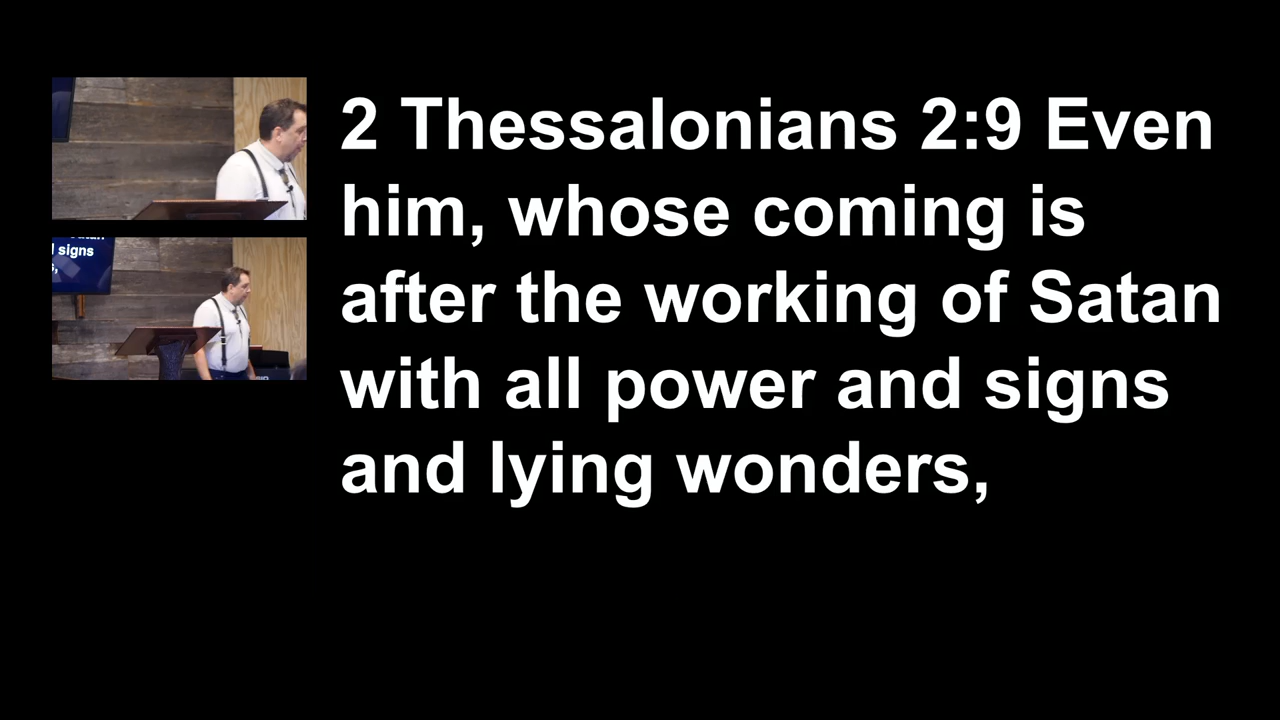 2 Thessalonians 2:9 Even
him, whose coming is
after the working of Satan
with all power and signs
and lying wonders,
signs